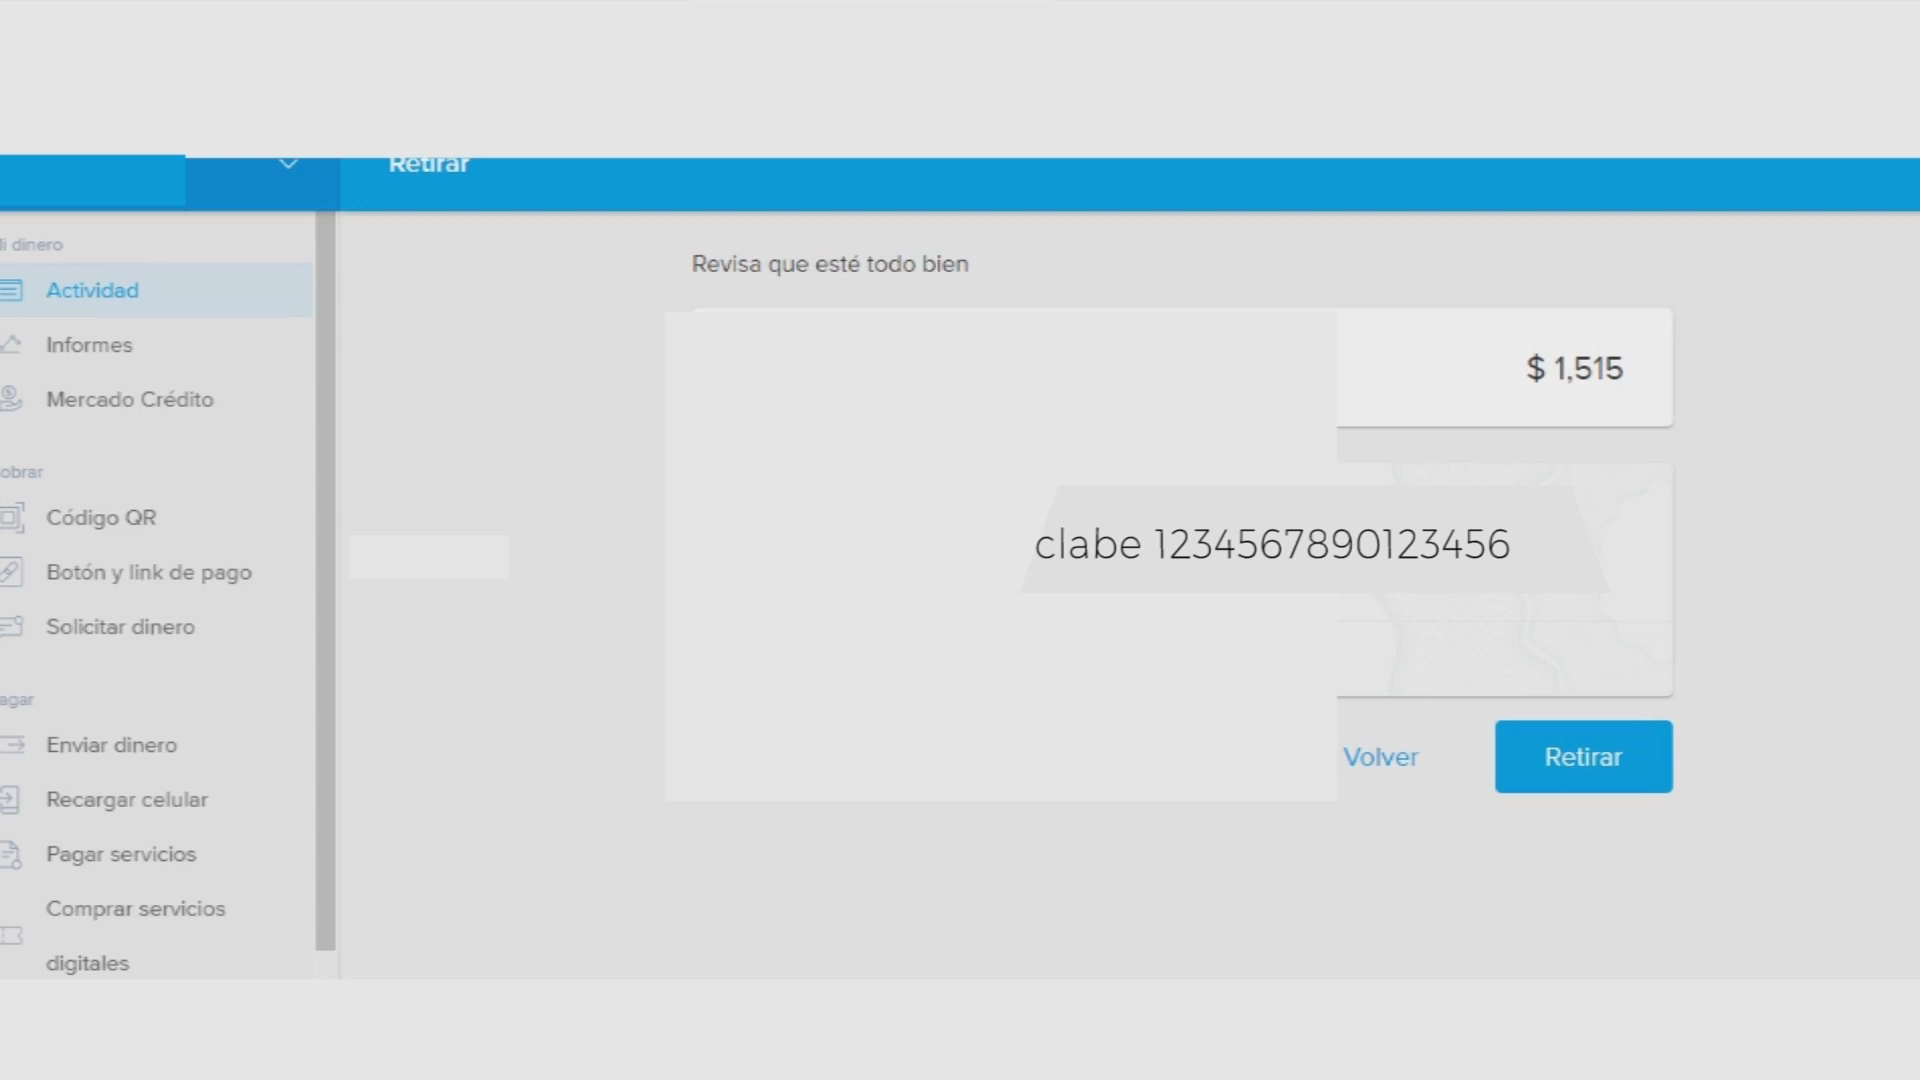 Retirar
i dinero
Actividad
Informes
Mercado Crédito
obrar
Código QR
Botón y link de pago
Solicitar dinero
agar
Enviar dinero
Recargar celular
Pagar servicios
Comprar servicios
digitales
Revisa que esté todo bien
$ 1,515
clabe 1234567890123456
Volver
Retirar